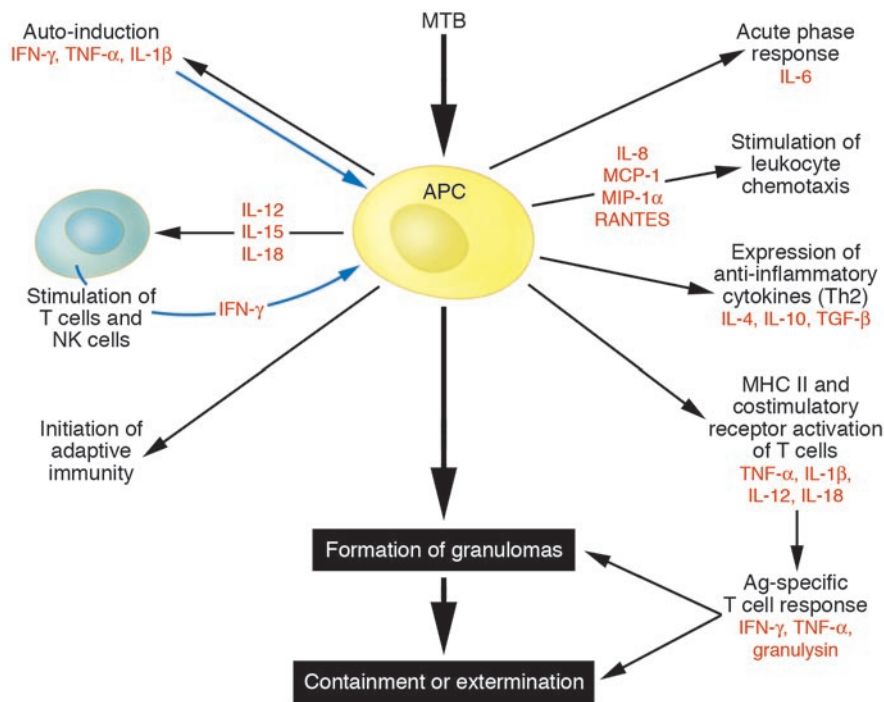 MTB
Auto-induction
IFN-γ, TNF-α, IL-1β
Acute phase
response
IL-6
IL-8
MCP-1
MIP-1α
RANTES
Stimulation of
leukocyte
chemotaxis
APC
IL-12
IL-15
IL-18
Stimulation of
T cells and
NK cells
IFN-γ
Expression of
anti-inflammatory
cytokines (Th2)
IL-4, IL-10, TGF-β
Initiation of
adaptive
immunity
MHC II and
costimulatory
receptor activation
of T cells
TNF-α, IL-1β,
IL-12, IL-18
Formation of granulomas
Ag-specific
T cell response
IFN-γ, TNF-α,
granulysin
Containment or extermination